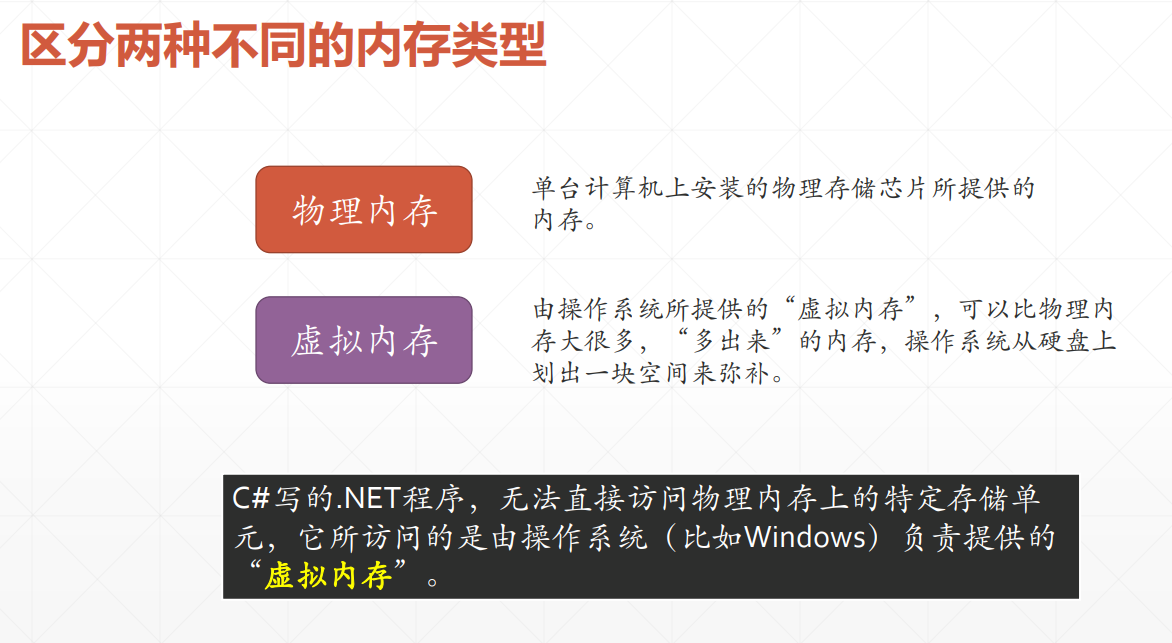 区分两种不同的内存类型
物理内存
单台计算机上安装的物理存储芯片所提供的
内存。
虚拟内存
由操作系统所提供的“虚拟内存”，可以比物理内
存大很多，“多出来”的内存，操作系统从硬盘上
划出一块空间来弥补。
C#写的.NET程序，无法直接访问物理内存上的特定存储单
元，它所访问的是由操作系统（比如Windows）负责提供的
“虚拟内存”。